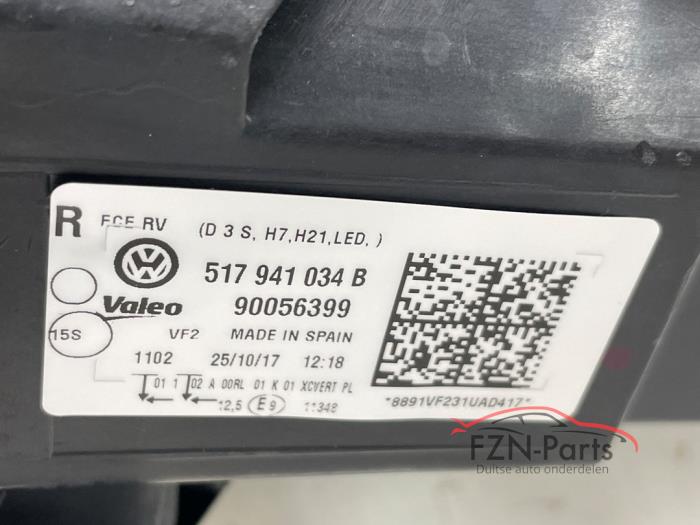 R ECE RV (D 3 S, H7,H21,LED, )
517 941 034 B
Valeo 90056399
15S VF2 MADE IN SPAIN
1102 25/10/17 12:18
01 1 02 A 00RL 01 K 01 XCVERT PL
12,5 E9 11348
*8891VF231UAD417*
FZN-Parts
Duitse auto onderdelen